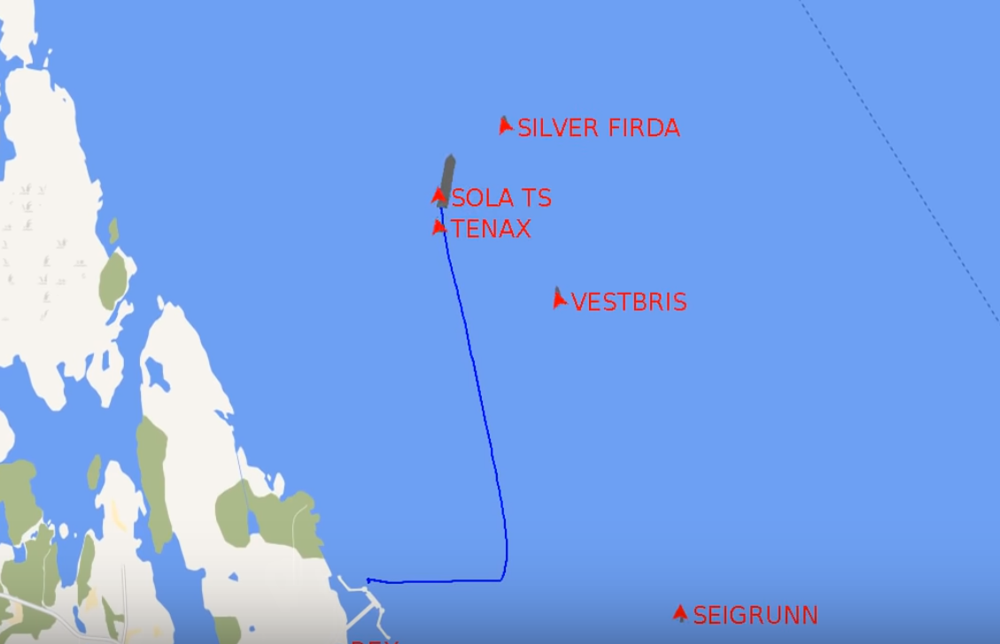 SILVER FIRDA
SOLA TS
TENAX
VESTBRIS
SEIGRUNN